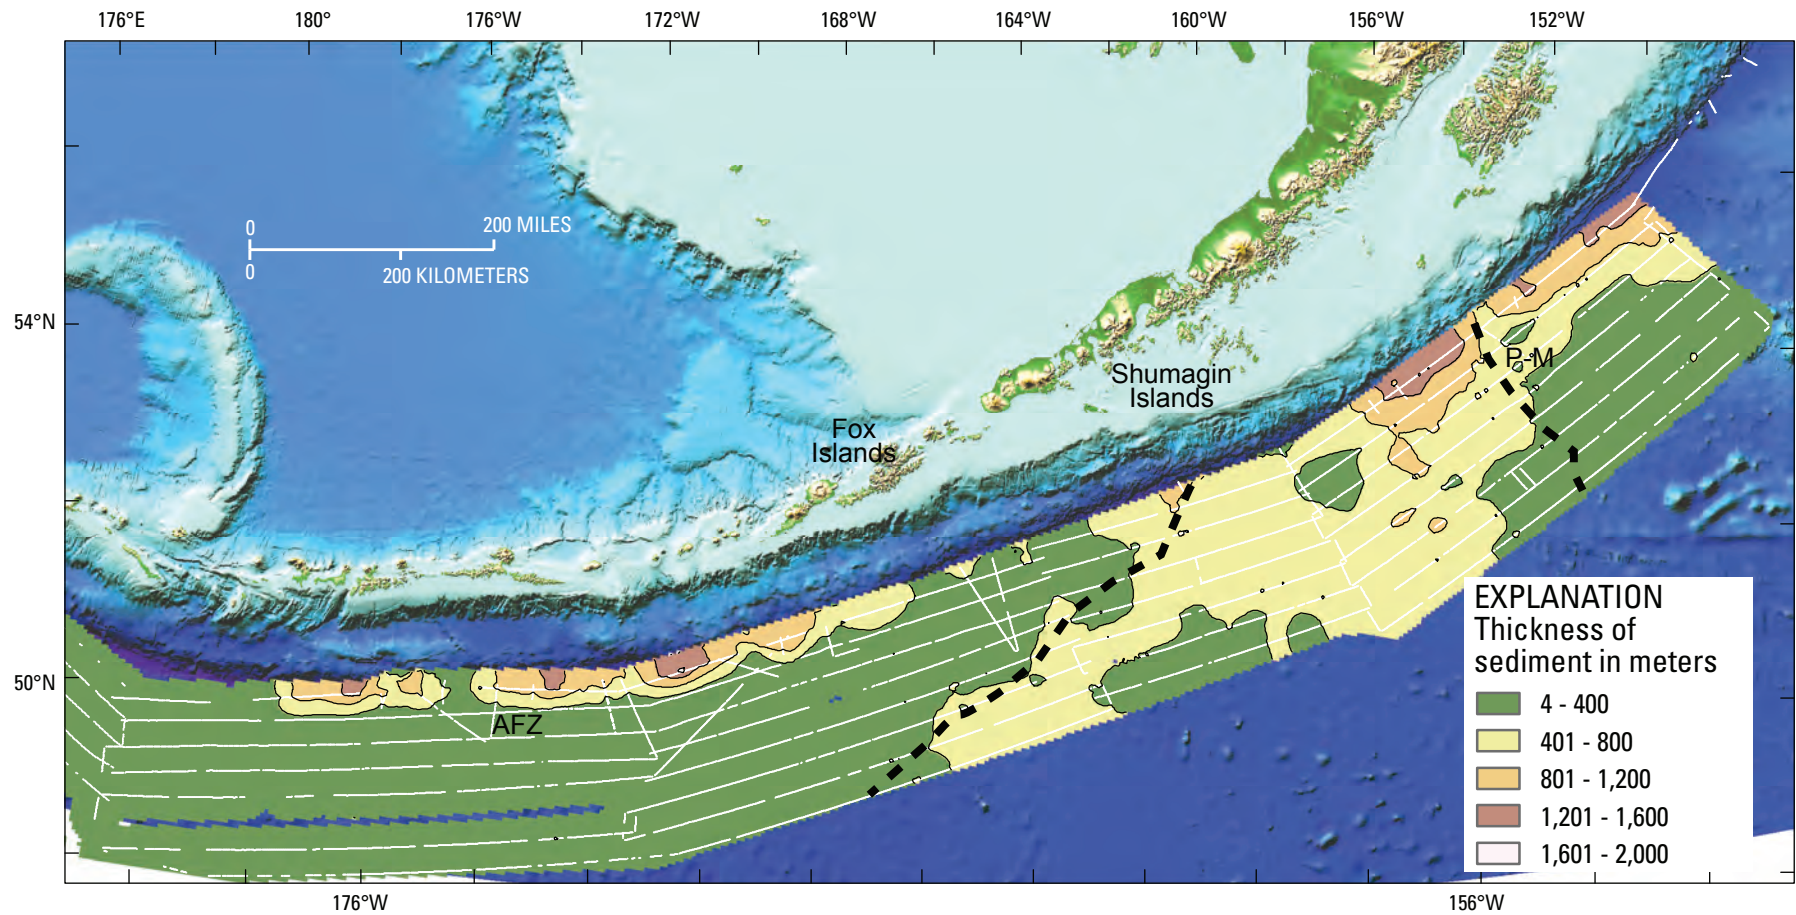 176°E 180° 176°W 172°W 168°W 164°W 160°W 156°W 152°W
0 200 MILES
0 200 KILOMETERS
54°N
P-M
Shumagin
Islands
Fox
Islands
50°N
AFZ
EXPLANATION
Thickness of
sediment in meters
4 - 400
401 - 800
801 - 1,200
1,201 - 1,600
1,601 - 2,000
176°W 156°W